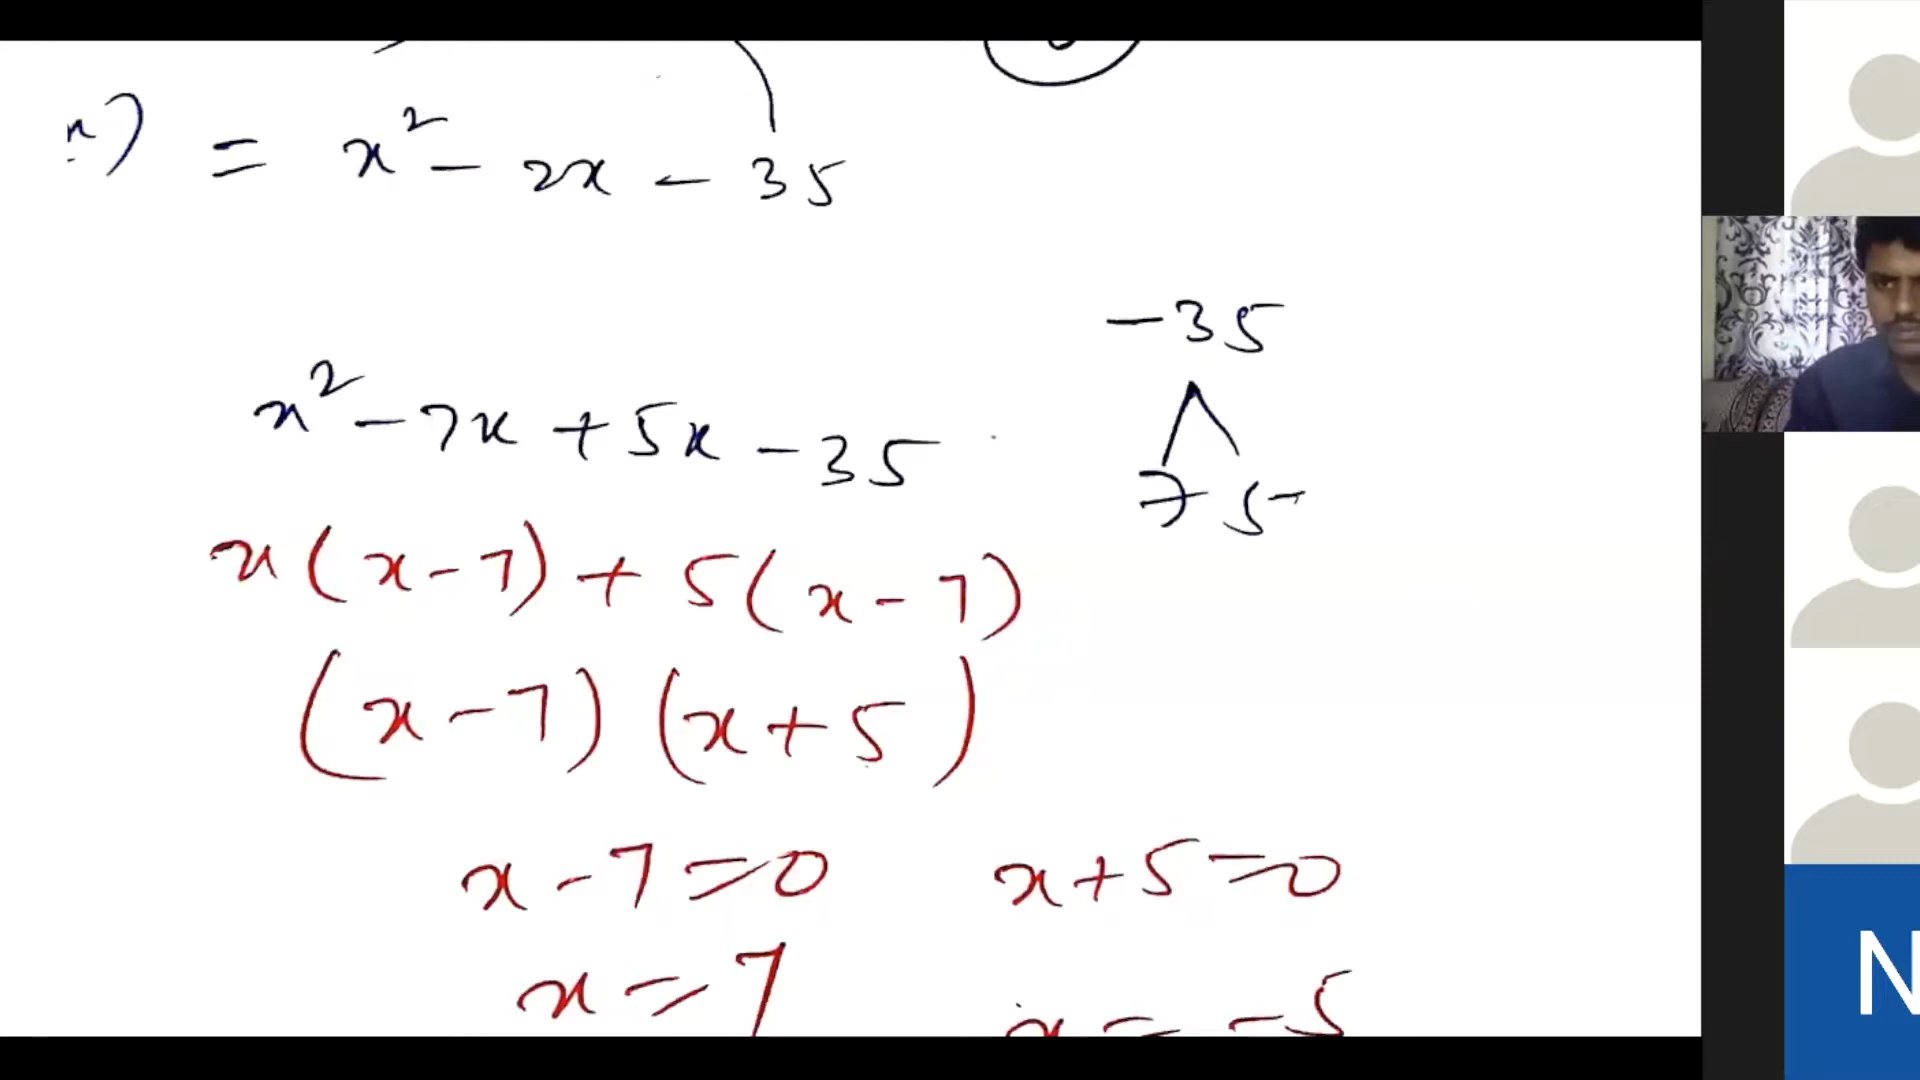 x) = x² - 2x - 35
-35
x² - 7x + 5x - 35
7 5
x(x-7) + 5(x-7)
(x-7)(x+5)
x-7=0 x+5=0
x=7 x=-5
N